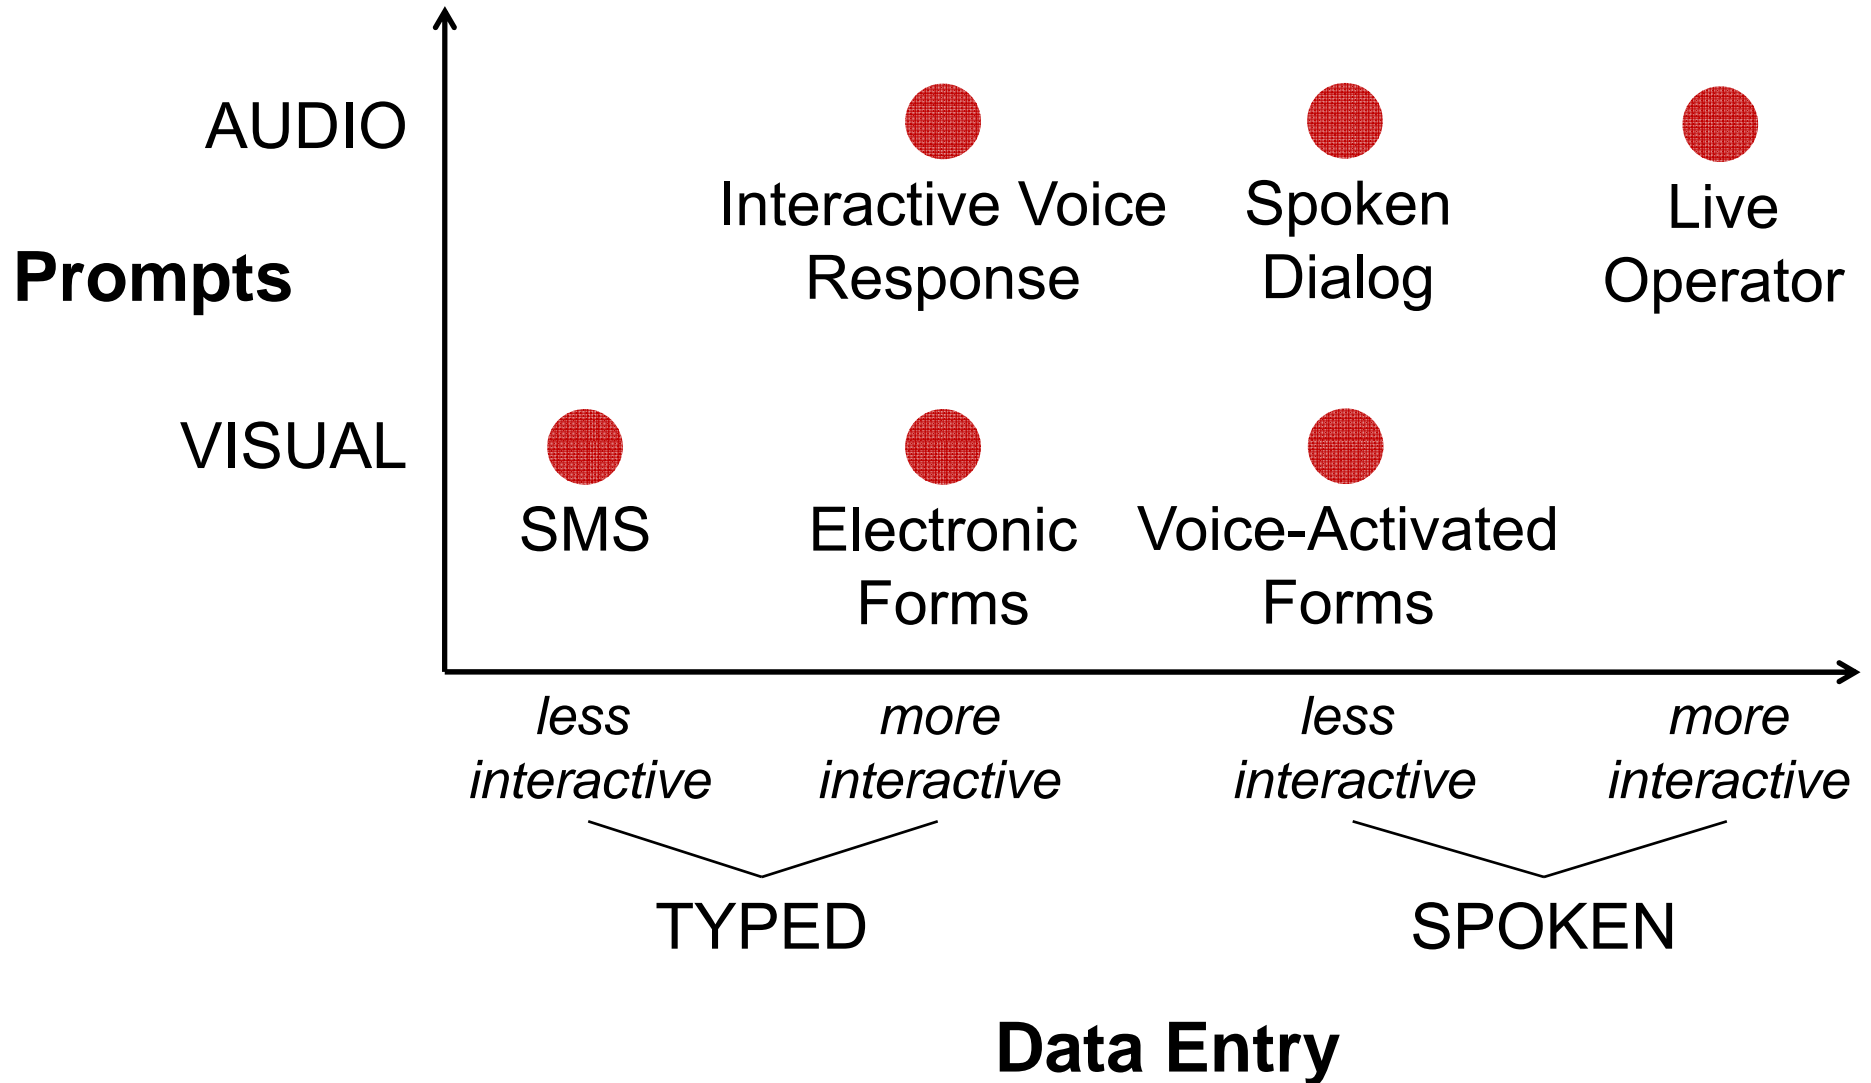 AUDIO
Interactive Voice
Response
Spoken
Dialog
Live
Operator
Prompts
VISUAL
SMS
Electronic
Forms
Voice-Activated
Forms
less
interactive
more
interactive
less
interactive
more
interactive
TYPED
SPOKEN
Data Entry